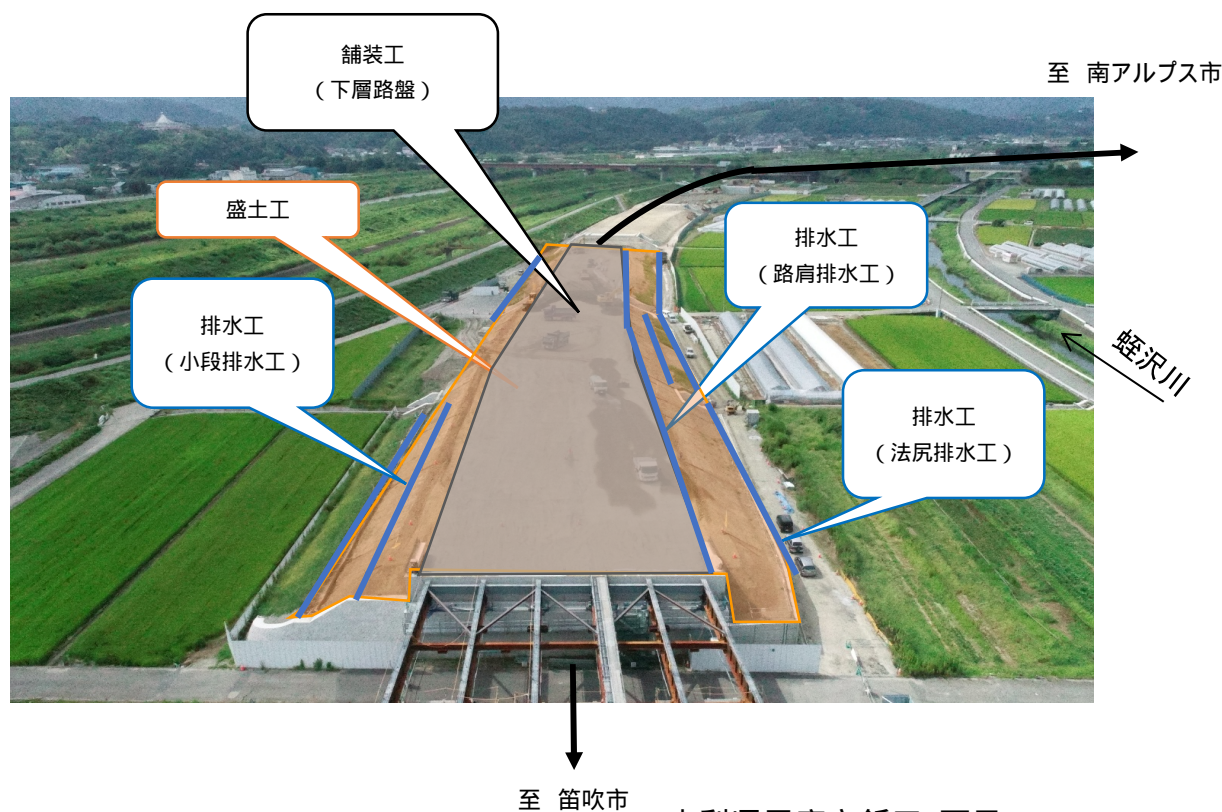 舗装工
（下層路盤）
至 南アルプス市
盛土工
排水工
（路肩排水工）
排水工
（小段排水工）
蛭沢川
排水工
（法尻排水工）
至 笛吹市